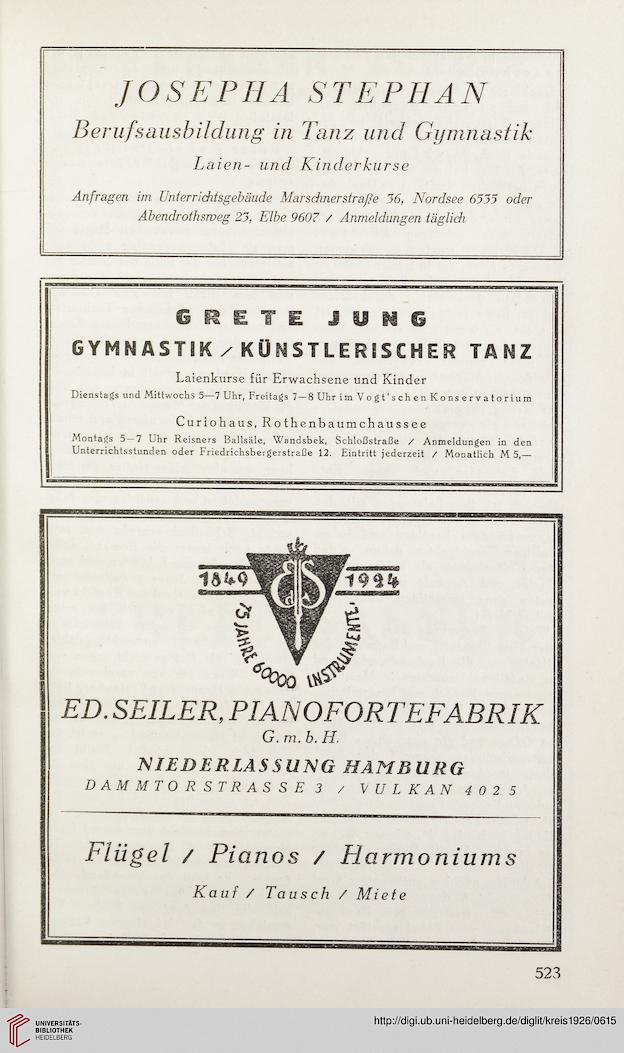 JOSEPHA STEPHAN
Berufsausbildung in Tanz und Gymnastik
Laien- und Kinderkurse
Anfragen im Unterrichtsgebäude Marschnerstraße 36, Nordsee 6535 oder
Abendrothsweg 23, Elbe 9607 / Anmeldungen täglich
GRETE JUNG
GYMNASTIK / KÜNSTLERISCHER TANZ
Laienkurse für Erwachsene und Kinder
Dienstags und Mittwochs 5—7 Uhr, Freitags 7—8 Uhr im Vogt'schen Konservatorium
Curiohaus, Rothenbaumchaussee
Montags 5—7 Uhr Reisners Ballsäle, Wandsbek, Schloßstraße / Anmeldungen in den
Unterrichtsstunden oder Friedrichsbergerstraße 12. Eintritt jederzeit / Monatlich M 5,—
1849 EdS 1924
75 JAHRE 60000 INSTRUMENTE
ED. SEILER, PIANOFORTEFABRIK
G. m. b. H.
NIEDERLASSUNG HAMBURG
DAMMTORSTRASSE 3 / VULKAN 4025
Flügel / Pianos / Harmoniums
Kauf / Tausch / Miete
523
UNIVERSITÄTS-
BIBLIOTHEK
HEIDELBERG
http://digi.ub.uni-heidelberg.de/diglit/kreis1926/0615